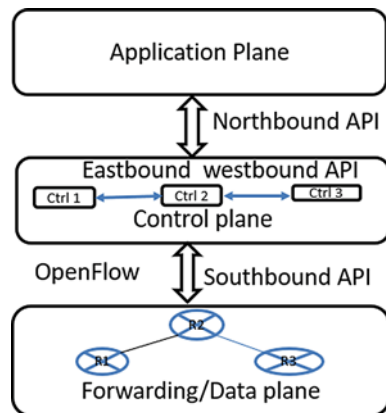 Application Plane
Northbound API
Eastbound westbound API
Ctrl 1
Ctrl 2
Ctrl 3
Control plane
OpenFlow
Southbound API
R2
R1
R3
Forwarding/Data plane